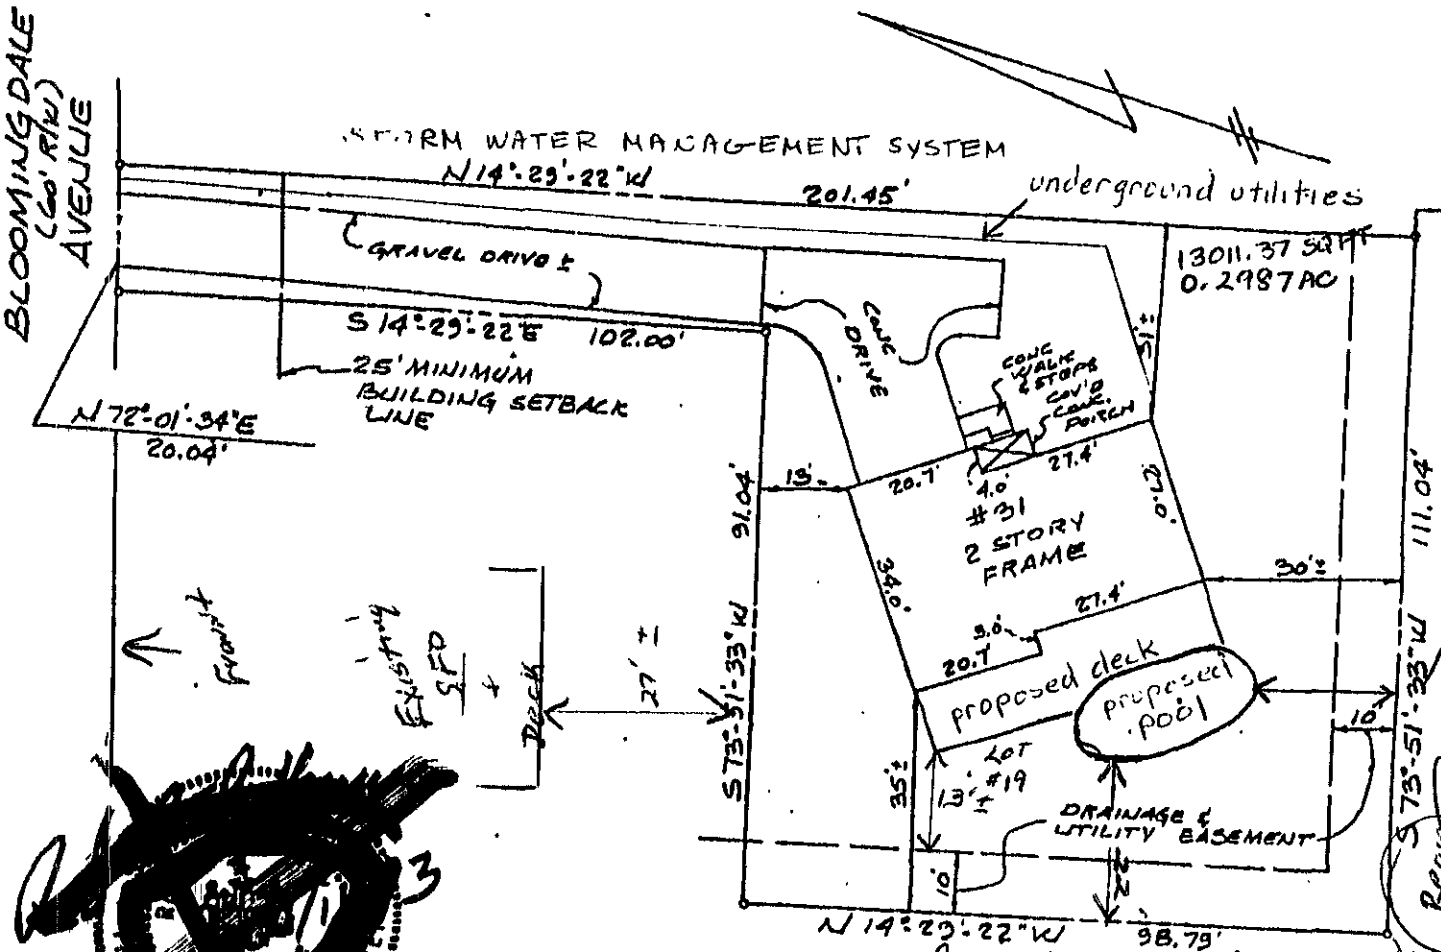 BLOOMINGDALE
(60' R/W)
AVENUE
WATER MANAGEMENT SYSTEM
N 14°-29'-22" W
201.45'
underground utilities
GRAVEL DRIVE ±
13011.37 SQ FT
0.2987 AC
S 14°-29'-22" E
102.00'
CONC
DRIVE
25' MINIMUM
BUILDING SETBACK
LINE
CONC
WALK
& STEPS
COV'D
CONC.
PORCH
51'±
N 72°-01'-34" E
20.04'
13'
20.7'
4.0'
27.4'
27.0'
91.04'
111.04'
#31
2 STORY
FRAME
34.0'
30'±
27.4'
3.0'
20.7'
Front
Existing
SFD
+
Deck
27' ±
S 73°-51'-33" W
proposed deck
proposed
pool
10'
S 73°-51'-33" W
LOT
#19
35'±
13'±
DRAINAGE &
UTILITY EASEMENT
10'
22'
3
N 14°-29'-22" W
98.79'